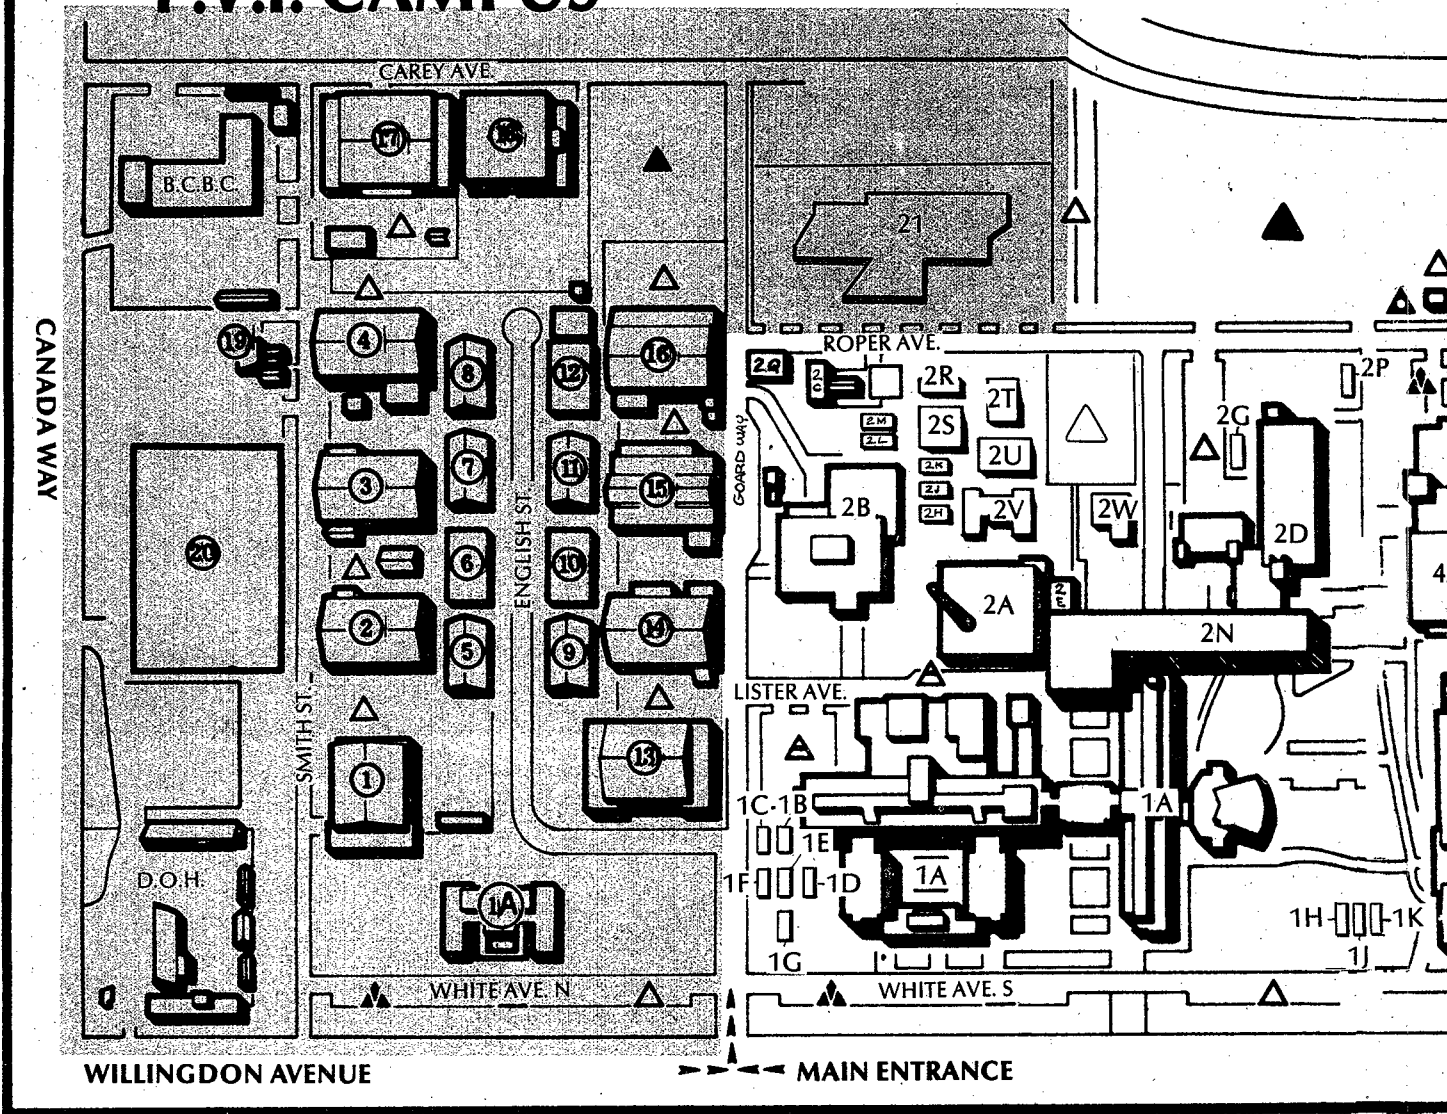 P.V.I. CAMPUS
CAREY AVE.
17
18
B.C.B.C.
21
CANADA WAY
19
4
8
12
16
ROPER AVE.
2Q
2C
2R
2T
2P
2M
2L
2S
2G
GOARD WAY
3
7
11
15
2K
2J
2H
2U
2V
2W
2B
2D
20
ENGLISH ST.
6
10
2A
2E
2N
4
2
5
9
14
LISTER AVE.
SMITH ST.
1
13
1C
1B
1A
1E
1F
1D
1A
D.O.H.
1A
1G
1H
1K
1J
WHITE AVE. N
WHITE AVE. S
WILLINGDON AVENUE
MAIN ENTRANCE